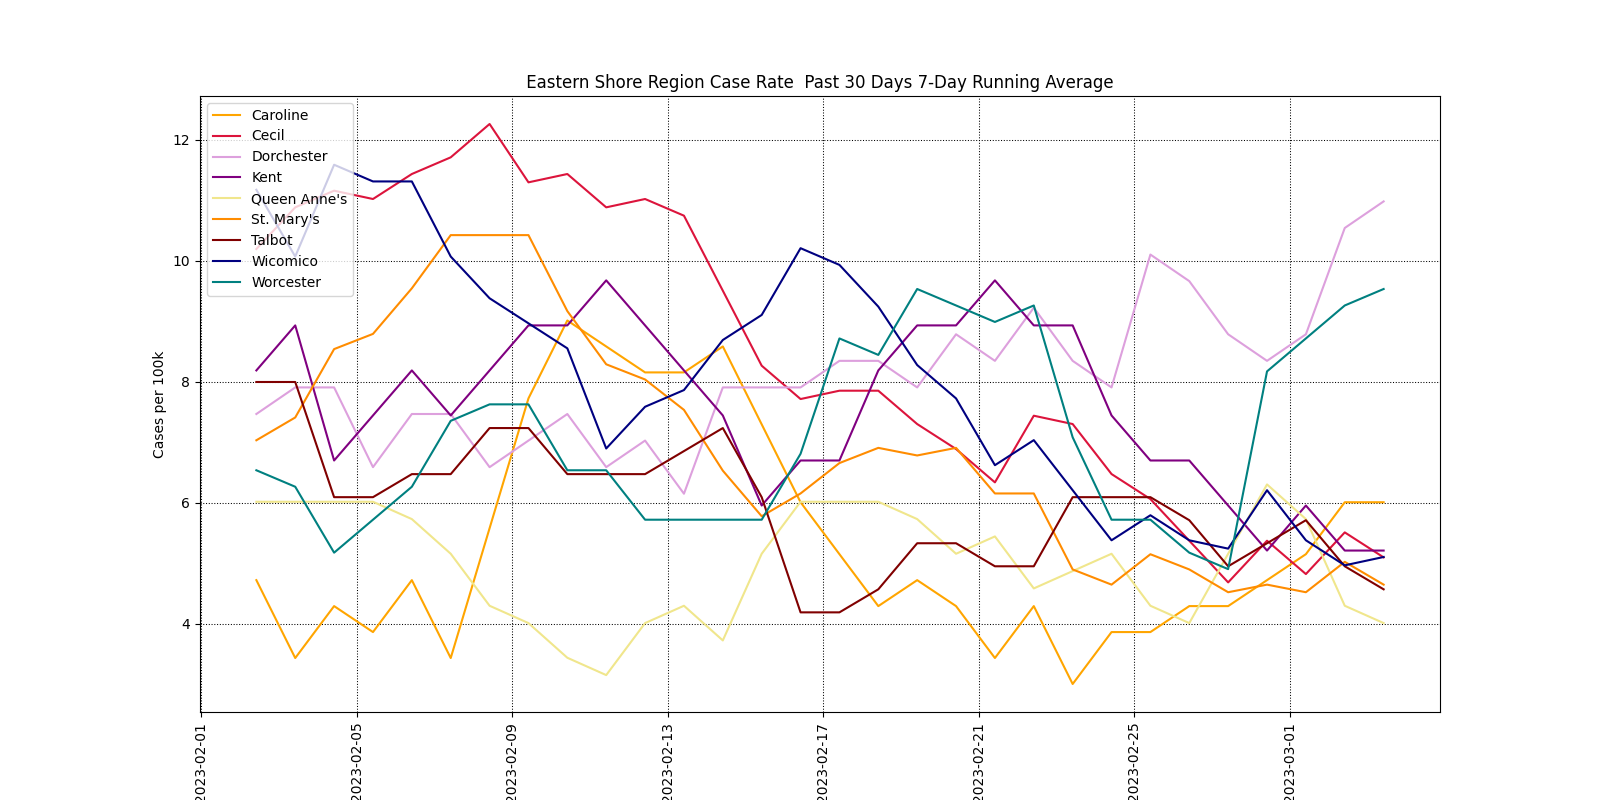 Eastern Shore Region Case Rate  Past 30 Days 7-Day Running Average
Caroline
Cecil
Dorchester
Kent
Queen Anne's
St. Mary's
Talbot
Wicomico
Worcester
12
10
8
6
4
Cases per 100k
2023-02-01
2023-02-05
2023-02-09
2023-02-13
2023-02-17
2023-02-21
2023-02-25
2023-03-01